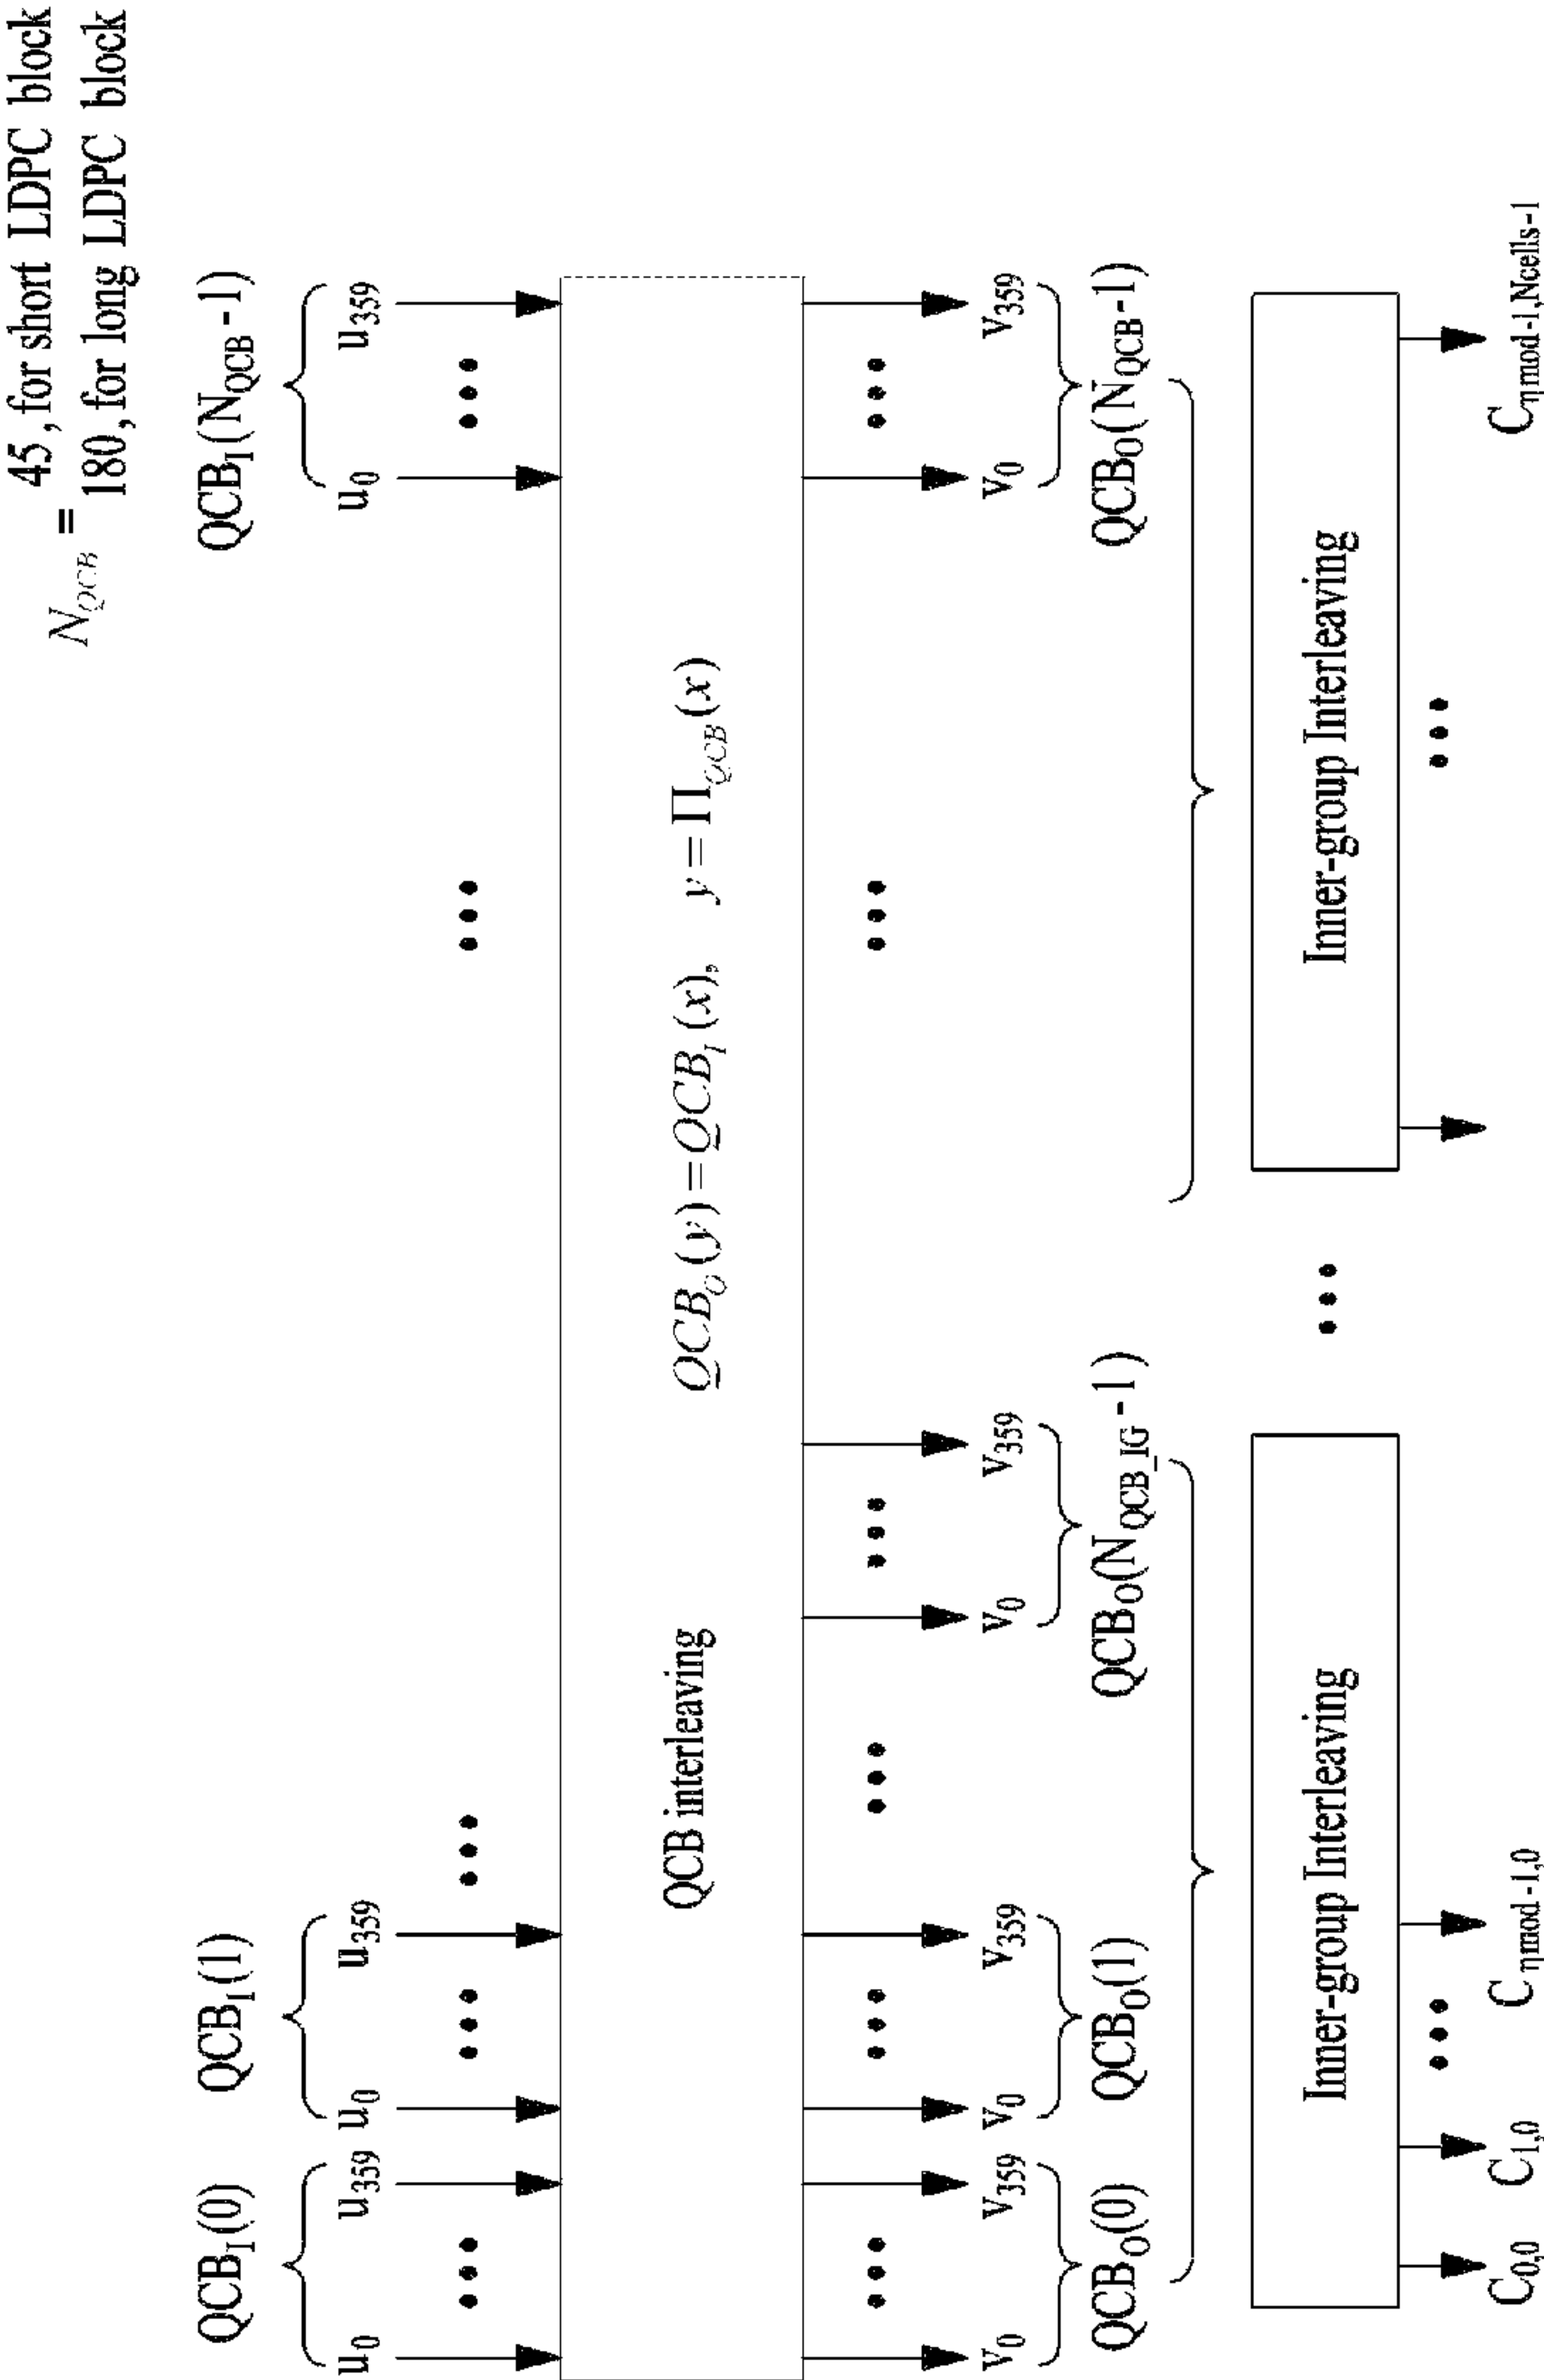 45, for short LDPC block
N_QCB =
180, for long LDPC block
QCB_I(0) QCB_I(1) QCB_I(N_QCB-1)
u_0 u_359 u_0 u_359 u_0 u_359
QCB interleaving QCB_O(y)=QCB_I(x), y=Π_QCB(x)
v_0 v_359 v_0 v_359 v_0 v_359 v_0 v_359
QCB_O(0) QCB_O(1) QCB_O(N_QCB_IG-1) QCB_O(N_QCB-1)
Inner-group Interleaving Inner-group Interleaving
C_0,0 C_1,0 C_ηmod-1,0 C_ηmod-1,Ncells-1